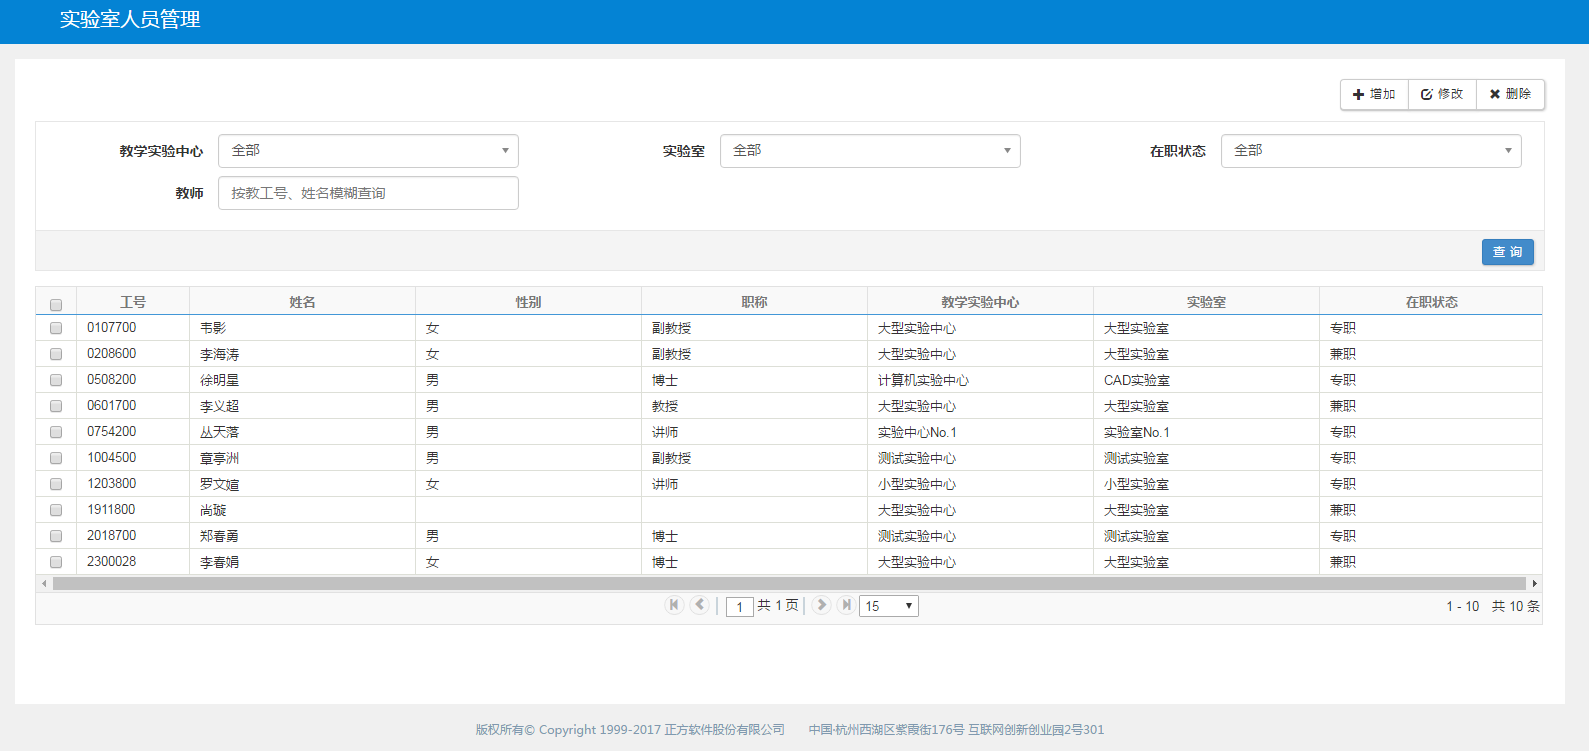 实验室人员管理
增加 修改 删除
教学实验中心 全部 实验室 全部 在职状态 全部
教师 按教工号、姓名模糊查询
查 询
工号 姓名 性别 职称 教学实验中心 实验室 在职状态
0107700 韦影 女 副教授 大型实验中心 大型实验室 专职
0208600 李海涛 女 副教授 大型实验中心 大型实验室 兼职
0508200 徐明星 男 博士 计算机实验中心 CAD实验室 专职
0601700 李义超 男 教授 大型实验中心 大型实验室 兼职
0754200 丛天落 男 讲师 实验中心No.1 实验室No.1 专职
1004500 章亭洲 男 副教授 测试实验中心 测试实验室 专职
1203800 罗文媗 女 讲师 小型实验中心 小型实验室 专职
1911800 尚璇 大型实验中心 大型实验室 兼职
2018700 郑春勇 男 博士 测试实验中心 测试实验室 专职
2300028 李春娟 女 博士 大型实验中心 大型实验室 兼职
1 共 1 页 15 1 - 10 共 10 条
版权所有© Copyright 1999-2017 正方软件股份有限公司 中国·杭州西湖区紫霞街176号 互联网创新创业园2号301